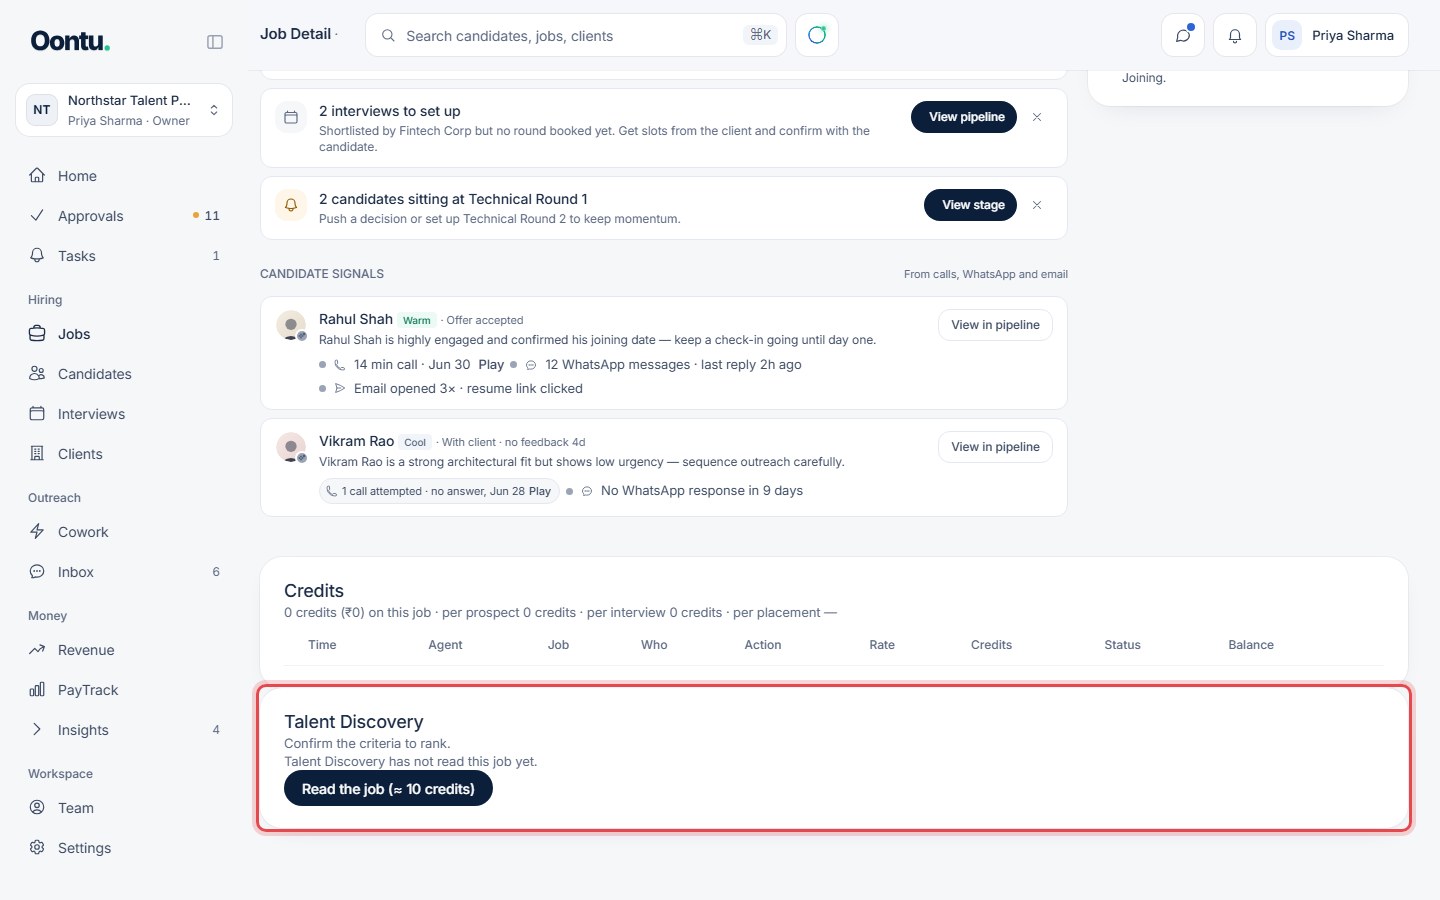 Oontu.
Job Detail ·
Search candidates, jobs, clients
⌘K
PS
Priya Sharma
NT
Northstar Talent P...
Priya Sharma · Owner
Home
Approvals
11
Tasks
1
Hiring
Jobs
Candidates
Interviews
Clients
Outreach
Cowork
Inbox
6
Money
Revenue
PayTrack
Insights
4
Workspace
Team
Settings
Joining.
2 interviews to set up
Shortlisted by Fintech Corp but no round booked yet. Get slots from the client and confirm with the
candidate.
View pipeline
2 candidates sitting at Technical Round 1
Push a decision or set up Technical Round 2 to keep momentum.
View stage
CANDIDATE SIGNALS
From calls, WhatsApp and email
Rahul Shah Warm · Offer accepted
Rahul Shah is highly engaged and confirmed his joining date — keep a check-in going until day one.
14 min call · Jun 30 Play 12 WhatsApp messages · last reply 2h ago
Email opened 3× · resume link clicked
View in pipeline
Vikram Rao Cool · With client · no feedback 4d
Vikram Rao is a strong architectural fit but shows low urgency — sequence outreach carefully.
1 call attempted · no answer, Jun 28 Play No WhatsApp response in 9 days
View in pipeline
Credits
0 credits (₹0) on this job · per prospect 0 credits · per interview 0 credits · per placement —
Time Agent Job Who Action Rate Credits Status Balance
Talent Discovery
Confirm the criteria to rank.
Talent Discovery has not read this job yet.
Read the job (≈ 10 credits)